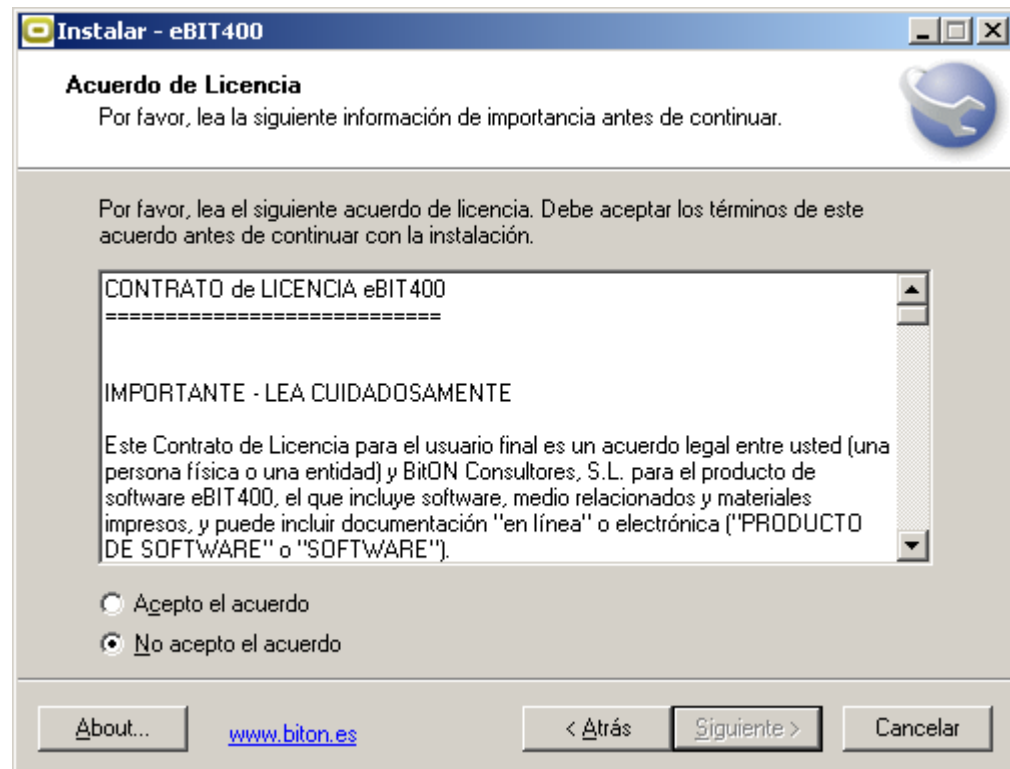 Instalar - eBIT400
Acuerdo de Licencia
Por favor, lea la siguiente información de importancia antes de continuar.
Por favor, lea el siguiente acuerdo de licencia. Debe aceptar los términos de este
acuerdo antes de continuar con la instalación.
CONTRATO de LICENCIA eBIT400
============================
IMPORTANTE - LEA CUIDADOSAMENTE
Este Contrato de Licencia para el usuario final es un acuerdo legal entre usted (una
persona física o una entidad) y BitON Consultores, S.L. para el producto de
software eBIT400, el que incluye software, medio relacionados y materiales
impresos, y puede incluir documentación "en línea" o electrónica ("PRODUCTO
DE SOFTWARE" o "SOFTWARE").
Acepto el acuerdo
No acepto el acuerdo
About... www.biton.es < Atrás Siguiente > Cancelar